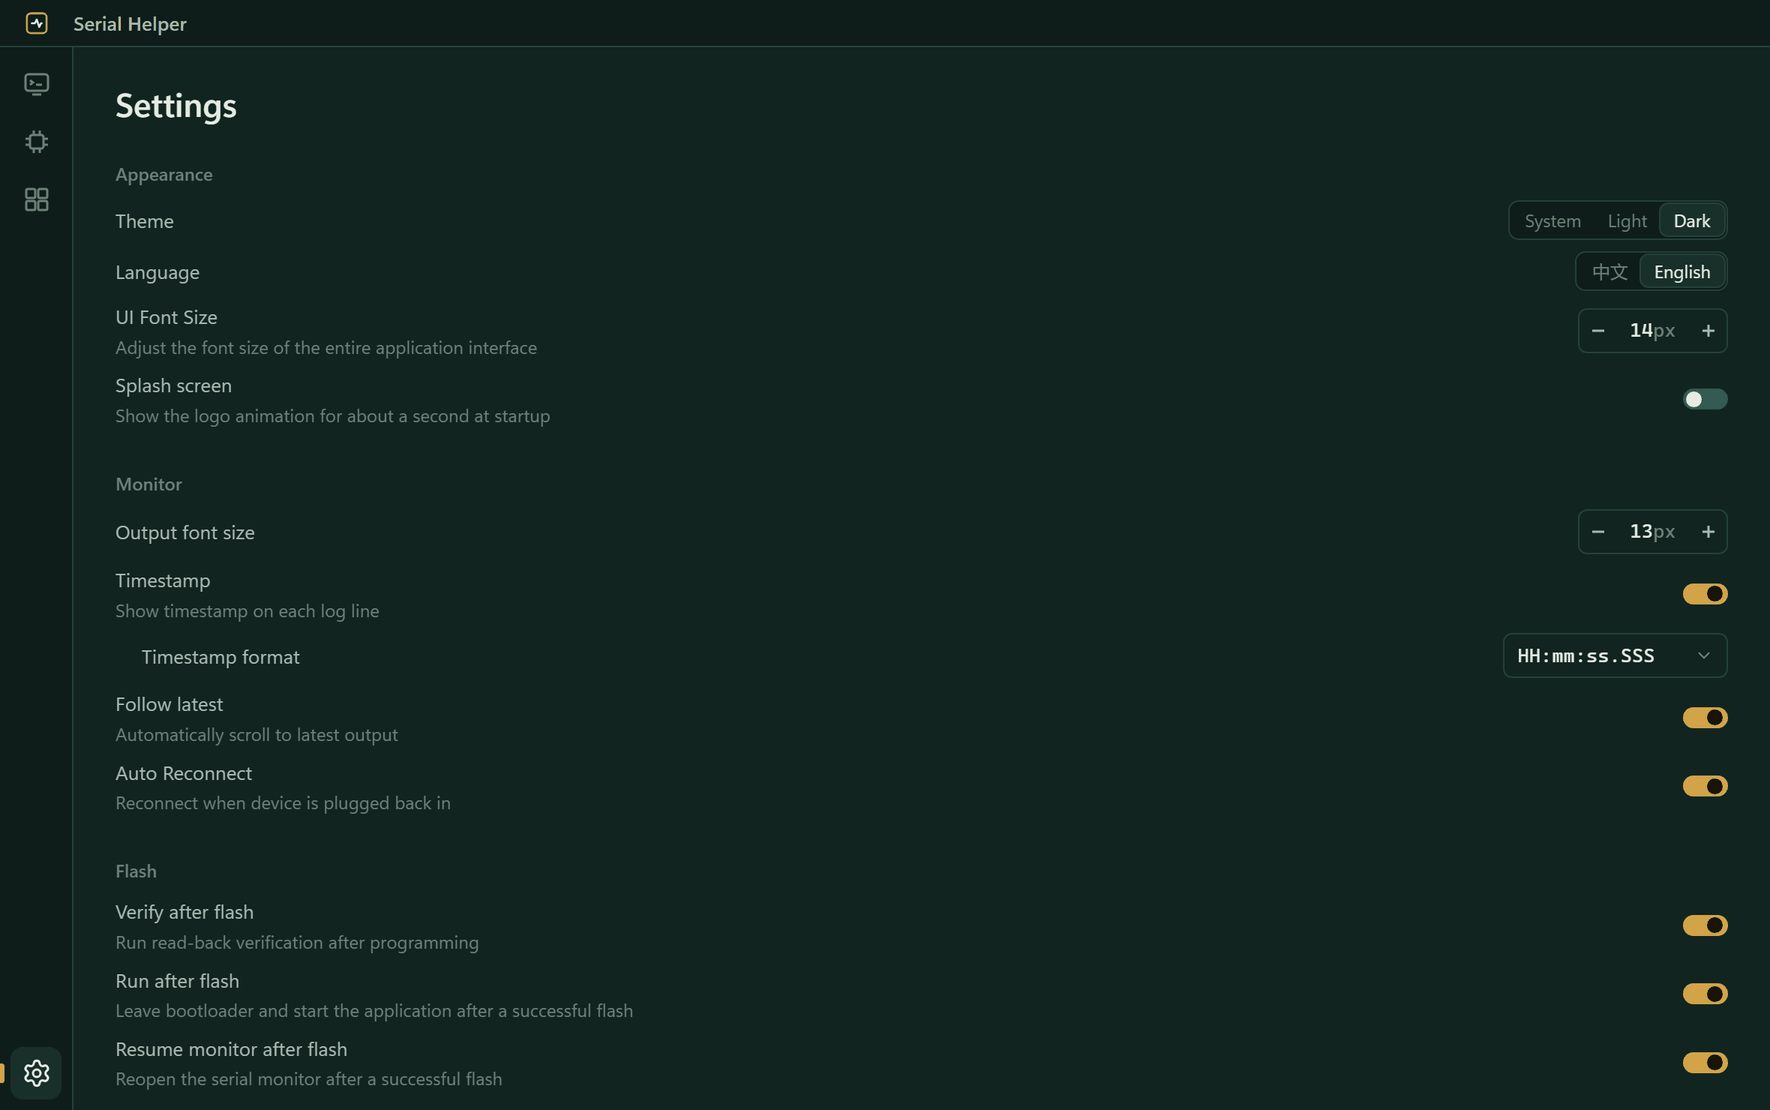 Serial Helper
Settings
Appearance
Theme
System Light Dark
Language
中文 English
UI Font Size
Adjust the font size of the entire application interface
− 14px +
Splash screen
Show the logo animation for about a second at startup
Monitor
Output font size
− 13px +
Timestamp
Show timestamp on each log line
Timestamp format
HH:mm:ss.SSS
Follow latest
Automatically scroll to latest output
Auto Reconnect
Reconnect when device is plugged back in
Flash
Verify after flash
Run read-back verification after programming
Run after flash
Leave bootloader and start the application after a successful flash
Resume monitor after flash
Reopen the serial monitor after a successful flash